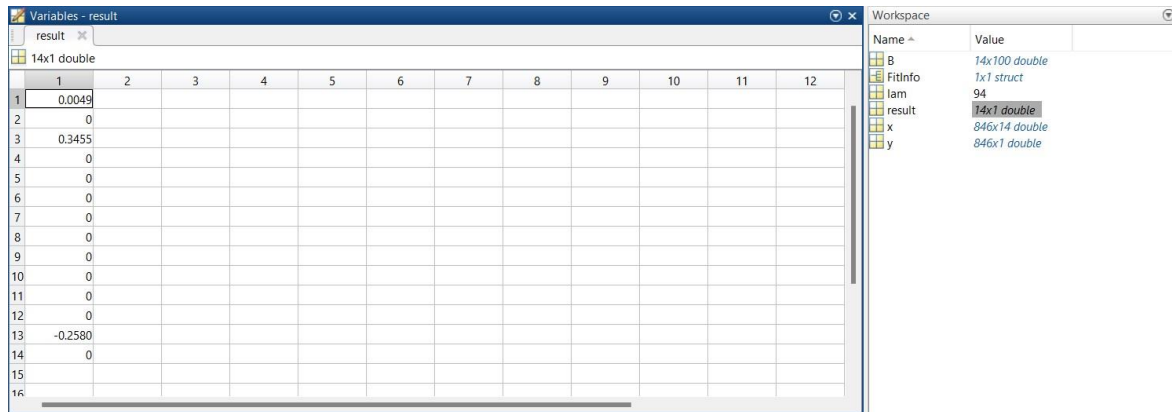 Variables - result
result
14x1 double
1 2 3 4 5 6 7 8 9 10 11 12
1 0.0049
2 0
3 0.3455
4 0
5 0
6 0
7 0
8 0
9 0
10 0
11 0
12 0
13 -0.2580
14 0
15
16
Workspace
Name Value
B 14x100 double
FitInfo 1x1 struct
lam 94
result 14x1 double
x 846x14 double
y 846x1 double